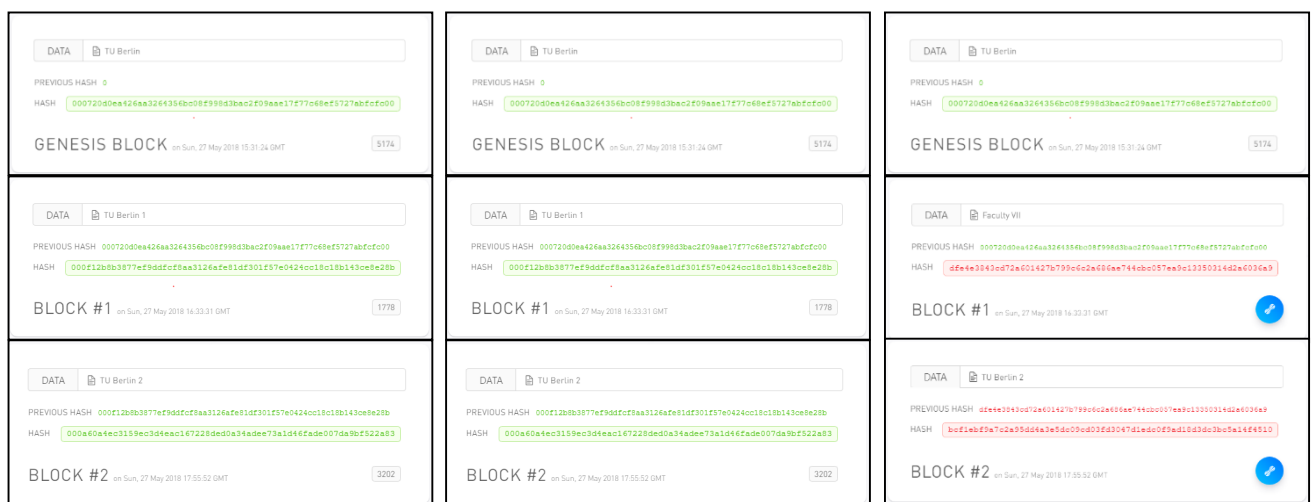 DATA TU Berlin
PREVIOUS HASH 0
HASH 000720d0ea426aa3264356bc08f998d3bac2f09aae17f77c68ef5727abfcfc00
GENESIS BLOCK on Sun, 27 May 2018 15:31:24 GMT 5174
DATA TU Berlin 1
PREVIOUS HASH 000720d0ea426aa3264356bc08f998d3bac2f09aae17f77c68ef5727abfcfc00
HASH 000f12b8b3877ef9ddfcf8aa3126afe81df301f57e0424cc18c18b143ce8e28b
BLOCK #1 on Sun, 27 May 2018 16:33:31 GMT 1778
DATA TU Berlin 2
PREVIOUS HASH 000f12b8b3877ef9ddfcf8aa3126afe81df301f57e0424cc18c18b143ce8e28b
HASH 000a60a4ec3159ec3d4eac167228ded0a34adee73a1d46fade007da9bf522a83
BLOCK #2 on Sun, 27 May 2018 17:55:52 GMT 3202
DATA TU Berlin
PREVIOUS HASH 0
HASH 000720d0ea426aa3264356bc08f998d3bac2f09aae17f77c68ef5727abfcfc00
GENESIS BLOCK on Sun, 27 May 2018 15:31:24 GMT 5174
DATA TU Berlin 1
PREVIOUS HASH 000720d0ea426aa3264356bc08f998d3bac2f09aae17f77c68ef5727abfcfc00
HASH 000f12b8b3877ef9ddfcf8aa3126afe81df301f57e0424cc18c18b143ce8e28b
BLOCK #1 on Sun, 27 May 2018 16:33:31 GMT 1778
DATA TU Berlin 2
PREVIOUS HASH 000f12b8b3877ef9ddfcf8aa3126afe81df301f57e0424cc18c18b143ce8e28b
HASH 000a60a4ec3159ec3d4eac167228ded0a34adee73a1d46fade007da9bf522a83
BLOCK #2 on Sun, 27 May 2018 17:55:52 GMT 3202
DATA TU Berlin
PREVIOUS HASH 0
HASH 000720d0ea426aa3264356bc08f998d3bac2f09aae17f77c68ef5727abfcfc00
GENESIS BLOCK on Sun, 27 May 2018 15:31:24 GMT 5174
DATA Faculty VII
PREVIOUS HASH 000720d0ea426aa3264356bc08f998d3bac2f09aae17f77c68ef5727abfcfc00
HASH dfe4e3843cd72a601427b799c6c2a686ae744cbc057ea9c13350314d2a6036a9
BLOCK #1 on Sun, 27 May 2018 16:33:31 GMT
DATA TU Berlin 2
PREVIOUS HASH dfe4e3843cd72a601427b799c6c2a686ae744cbc057ea9c13350314d2a6036a9
HASH bcf1ebf9a7c2a95dd4a3e5dc09cd03fd3047d1edc0f9ad18d3dc3bc5a14f4510
BLOCK #2 on Sun, 27 May 2018 17:55:52 GMT